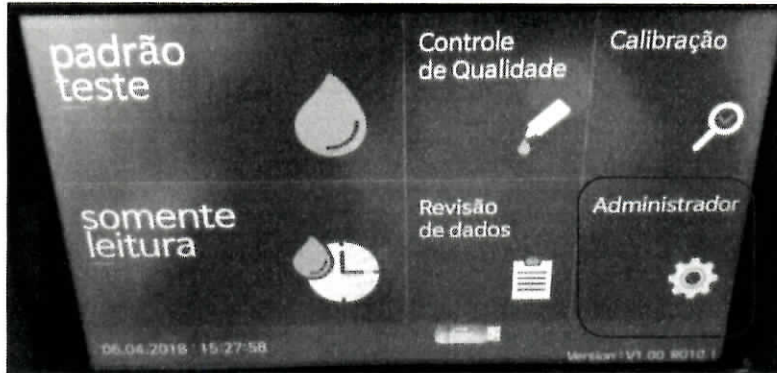 padrão
teste
Controle
de Qualidade
Calibração
somente
leitura
Revisão
de dados
Administrador
06.04.2018 15:27:58